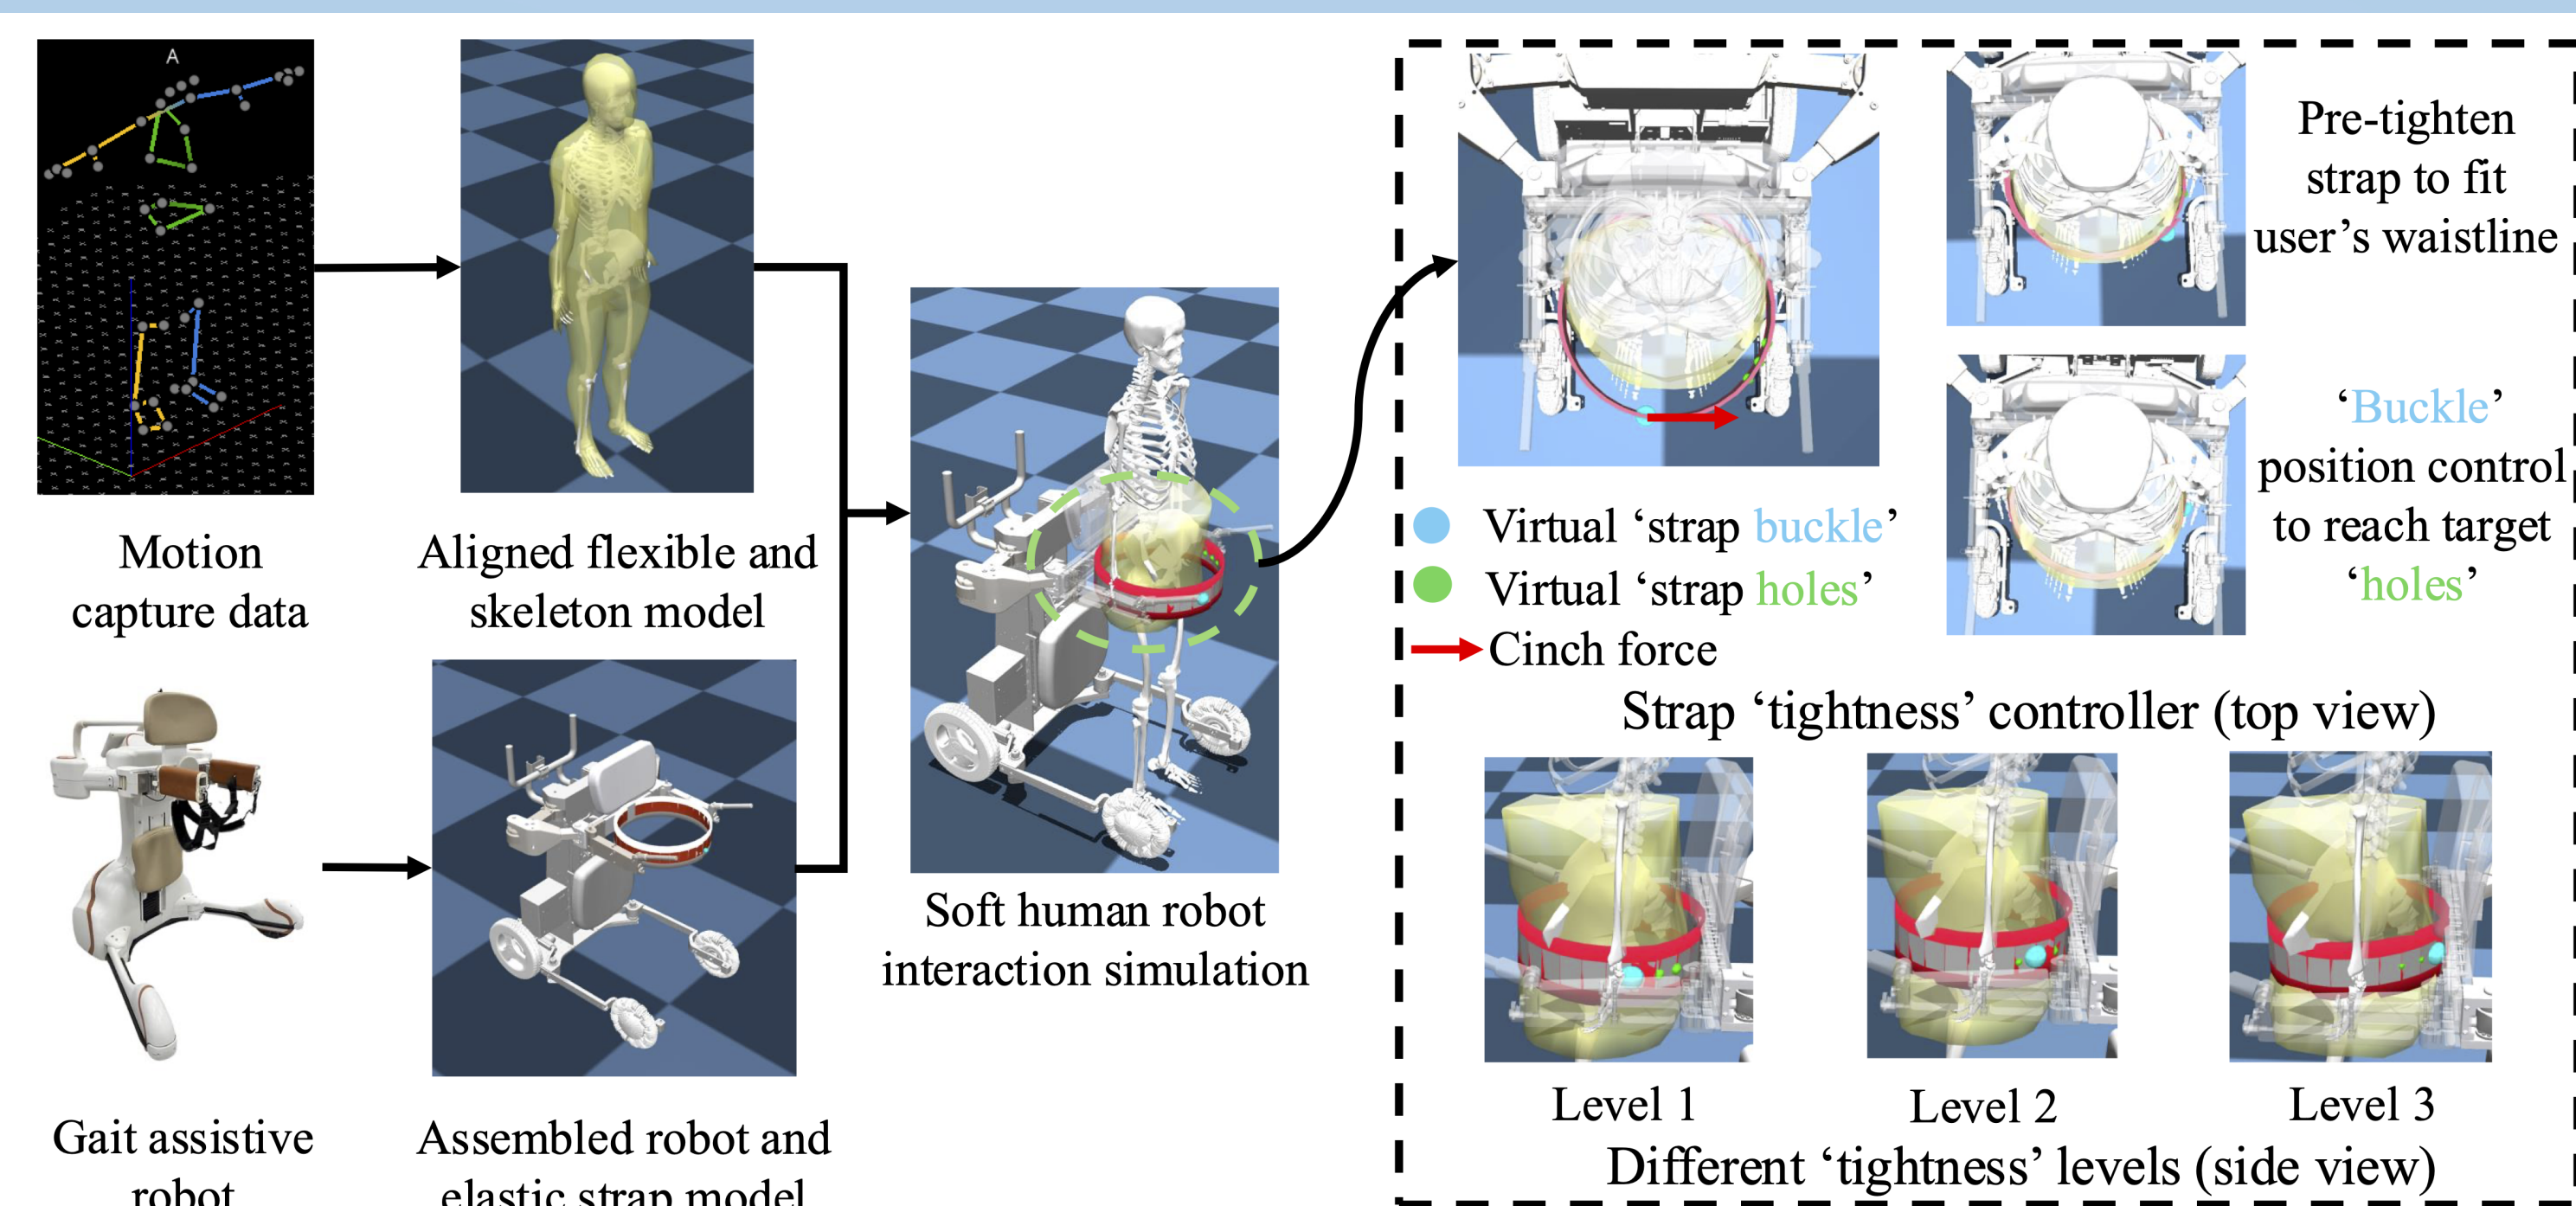 A
Motion
capture data
Aligned flexible and
skeleton model
Gait assistive
robot
Assembled robot and
elastic strap model
Soft human robot
interaction simulation
Virtual ‘strap buckle’
Virtual ‘strap holes’
Cinch force
Pre-tighten
strap to fit
user’s waistline
‘Buckle’
position control
to reach target
‘holes’
Strap ‘tightness’ controller (top view)
Level 1
Level 2
Level 3
Different ‘tightness’ levels (side view)